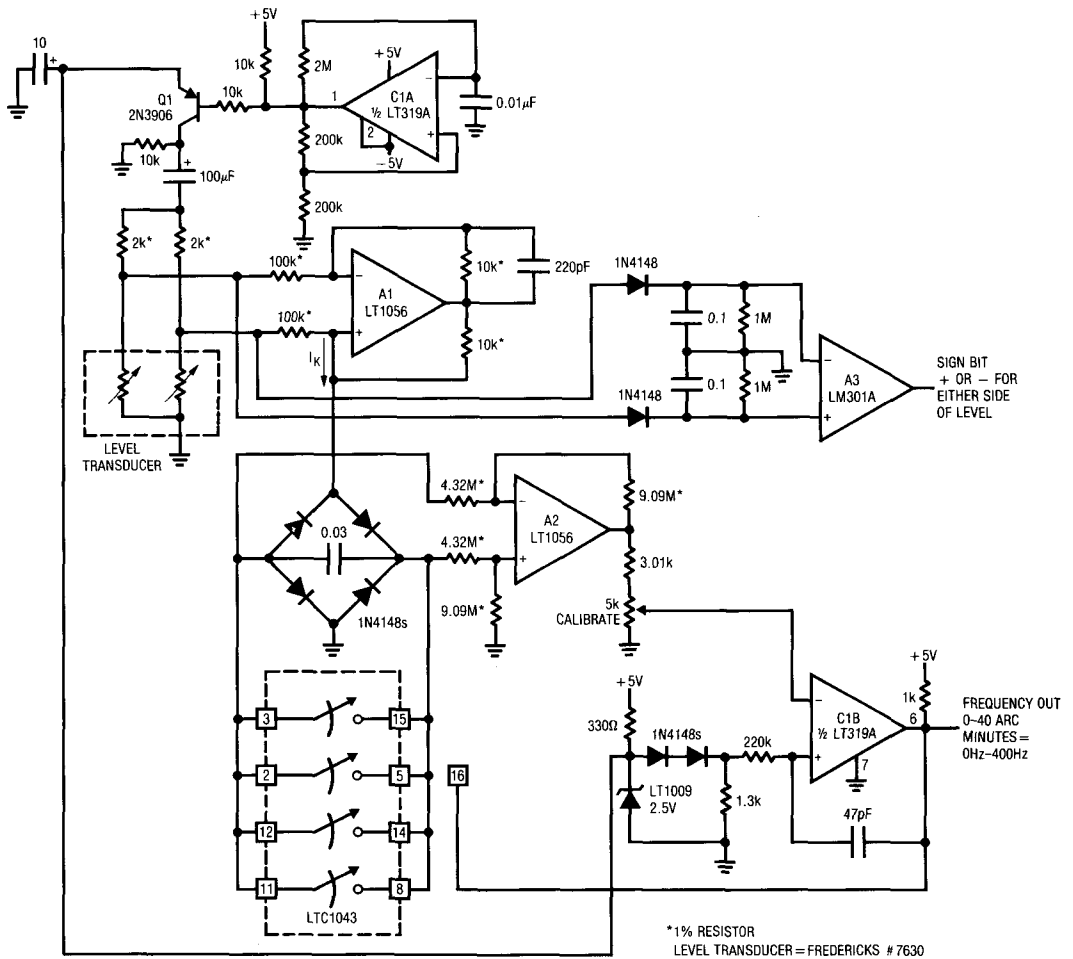 +5V
10
+
10k
2M
+5V
C1A
½ LT319A
−
+
0.01µF
Q1
2N3906
10k
1
2
−5V
200k
10k
+
100µF
200k
2k*
2k*
100k*
A1
LT1056
−
+
10k*
220pF
100k*
10k*
I_K
1N4148
0.1
1M
0.1
1M
1N4148
A3
LM301A
−
+
SIGN BIT
+ OR − FOR
EITHER SIDE
OF LEVEL
LEVEL
TRANSDUCER
4.32M*
−
A2
LT1056
+
9.09M*
0.03
4.32M*
3.01k
1N4148s
9.09M*
5k
CALIBRATE
+5V
330Ω
1N4148s
220k
LT1009
2.5V
1.3k
−
C1B
½ LT319A
+
7
6
+5V
1k
FREQUENCY OUT
0–40 ARC
MINUTES=
0Hz–400Hz
47pF
3
15
2
5
16
12
14
11
8
LTC1043
*1% RESISTOR
LEVEL TRANSDUCER=FREDERICKS #7630